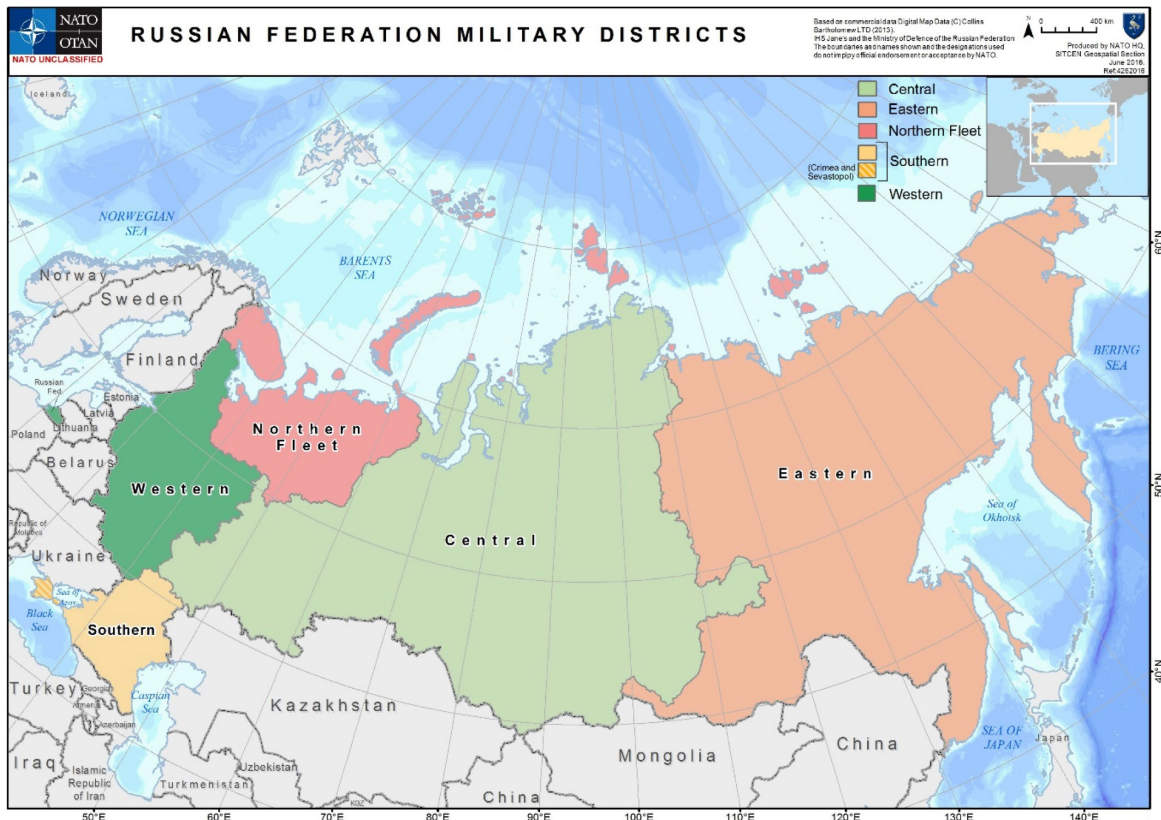 NATO
OTAN
NATO UNCLASSIFIED
RUSSIAN FEDERATION MILITARY DISTRICTS
Based on commercial data Digital Map Data (C) Collins
Bartholomew LTD (2013).
IHS Jane's and the Ministry of Defence of the Russian Federation
The boundaries and names shown and the designations used
do not imply official endorsement or acceptance by NATO.
N
0 400 km
Produced by NATO HQ,
SITCEN Geospatial Section
June 2016.
Ref:4262016
Central
Eastern
Northern Fleet
Southern
(Crimea and
Sevastopol)
Western
Iceland
NORWEGIAN
SEA
BARENTS
SEA
60°N
Norway
Sweden
Finland
BERING
SEA
Russian
Fed
Estonia
Latvia
Lithuania
Poland
Belarus
Northern
Fleet
Western
Eastern
50°N
Sea of
Okhotsk
Republic of
Moldova
Ukraine
Central
Sea of
Azov
Black
Sea
Southern
40°N
Turkey
Georgia
Armenia
Azerbaijan
Caspian
Sea
Kazakhstan
Mongolia
China
SEA OF
JAPAN
Japan
Iraq
Islamic
Republic
of Iran
Uzbekistan
Turkmenistan
KGZ
China
50°E 60°E 70°E 80°E 90°E 100°E 110°E 120°E 130°E 140°E